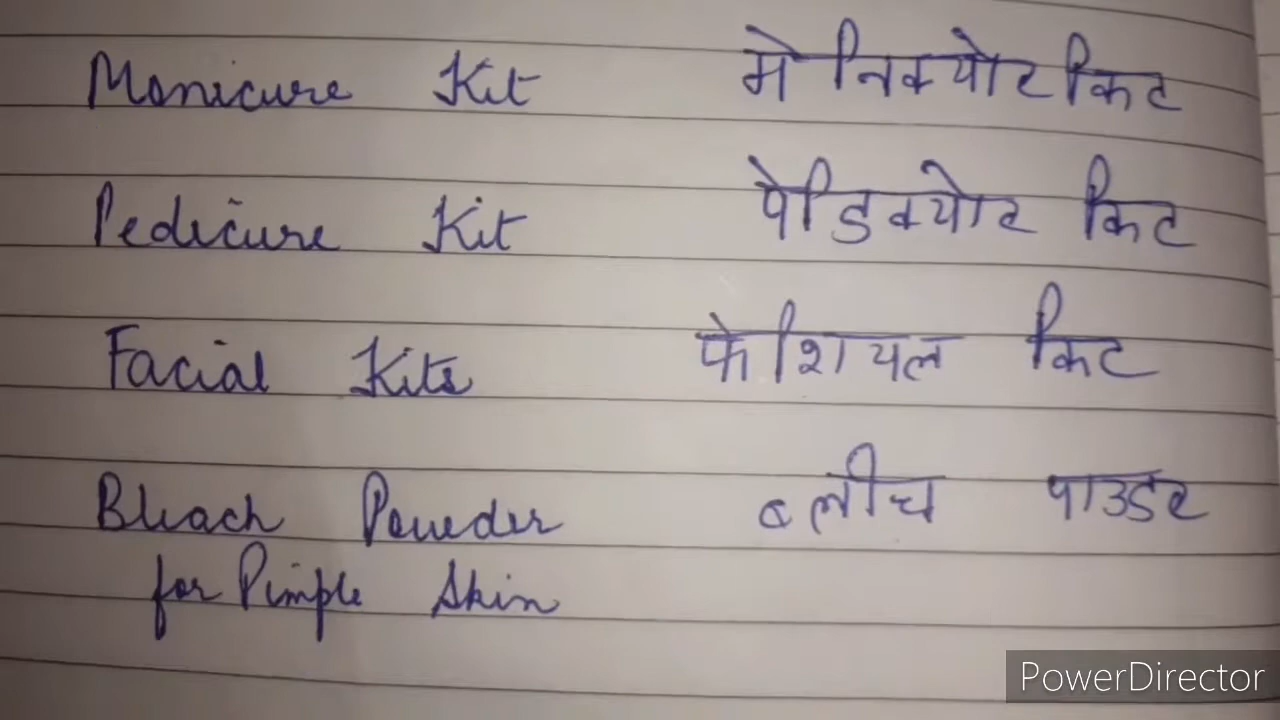 Manicure Kit मेनिक्योर किट
Pedicure Kit पेडिक्योर किट
Facial Kits फेशियल किट
Bleach Powder ब्लीच पाउडर
for Pimple Skin
PowerDirector